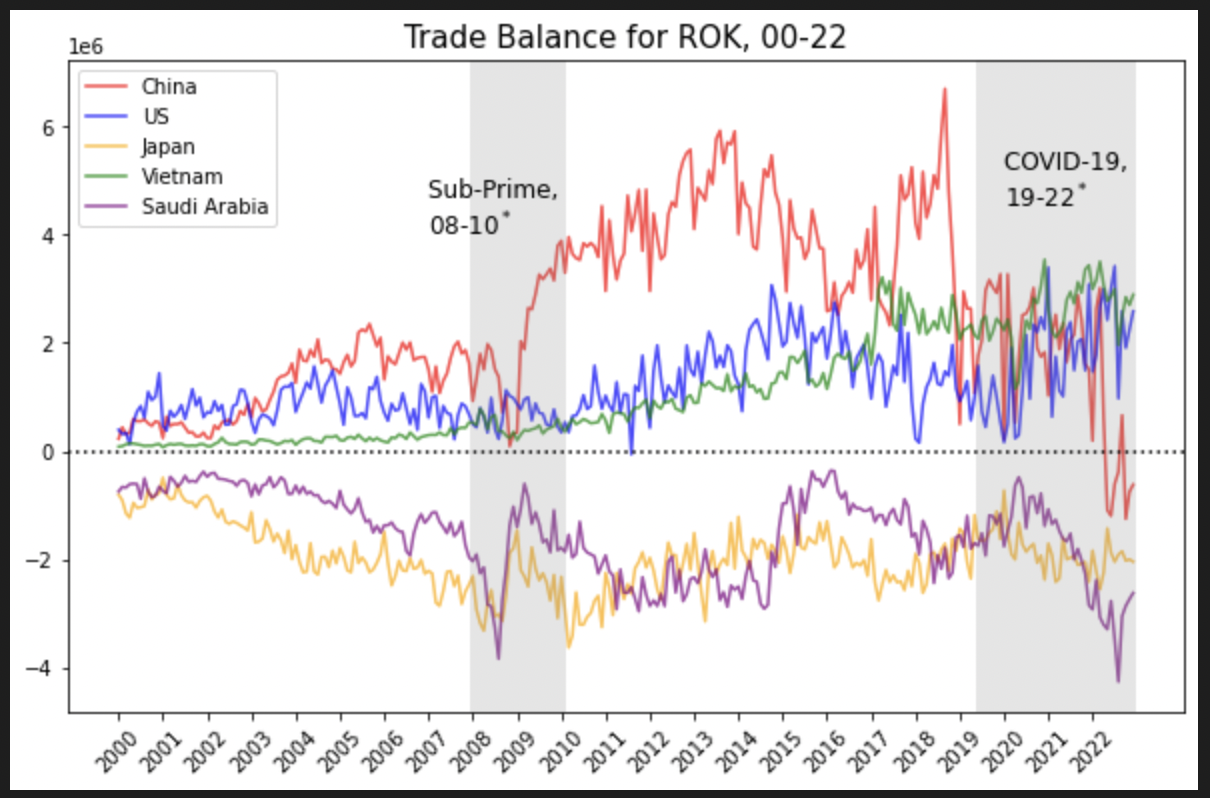 Trade Balance for ROK, 00-22
1e6
China
US
Japan
Vietnam
Saudi Arabia
Sub-Prime,
08-10*
COVID-19,
19-22*
6
4
2
0
−2
−4
2000 2001 2002 2003 2004 2005 2006 2007 2008 2009 2010 2011 2012 2013 2014 2015 2016 2017 2018 2019 2020 2021 2022